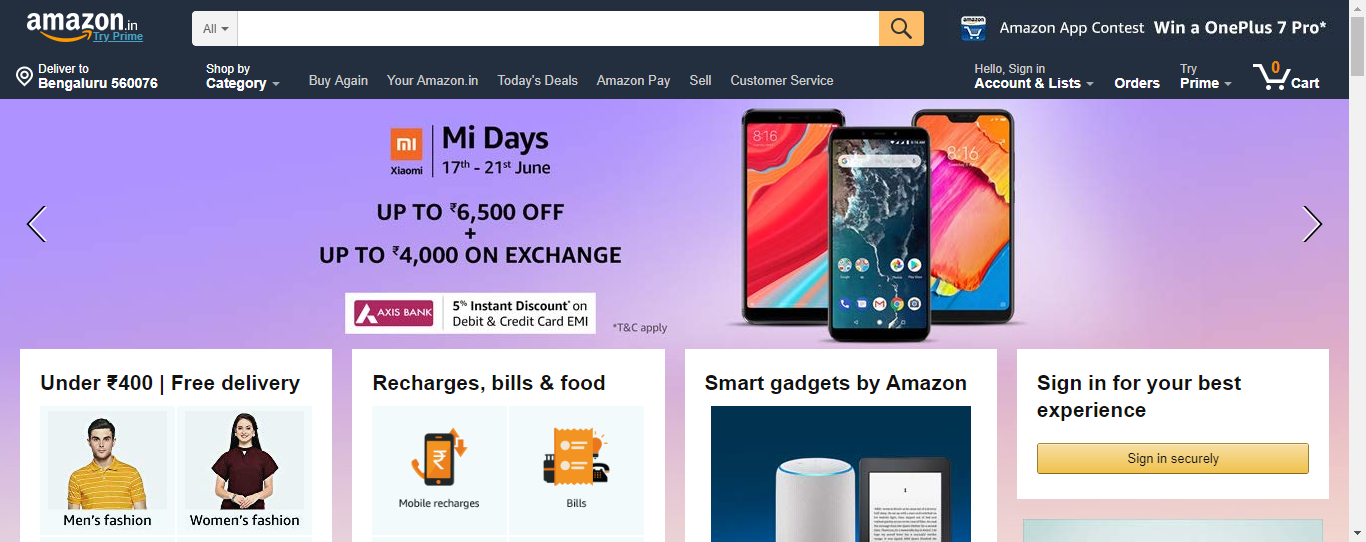 amazon.in
Try Prime
All
amazon
Amazon App Contest Win a OnePlus 7 Pro*
Deliver to
Bengaluru 560076
Shop by
Category
Buy Again
Your Amazon.in
Today's Deals
Amazon Pay
Sell
Customer Service
Hello, Sign in
Account & Lists
Orders
Try
Prime
0
Cart
mi
Xiaomi
Mi Days
17th - 21st June
UP TO ₹6,500 OFF
+
UP TO ₹4,000 ON EXCHANGE
AXIS BANK
5% Instant Discount* on
Debit & Credit Card EMI
*T&C apply
8:16
8:16
Under ₹400 | Free delivery
Men's fashion
Women's fashion
Recharges, bills & food
₹
Mobile recharges
Bills
Smart gadgets by Amazon
Sign in for your best
experience
Sign in securely